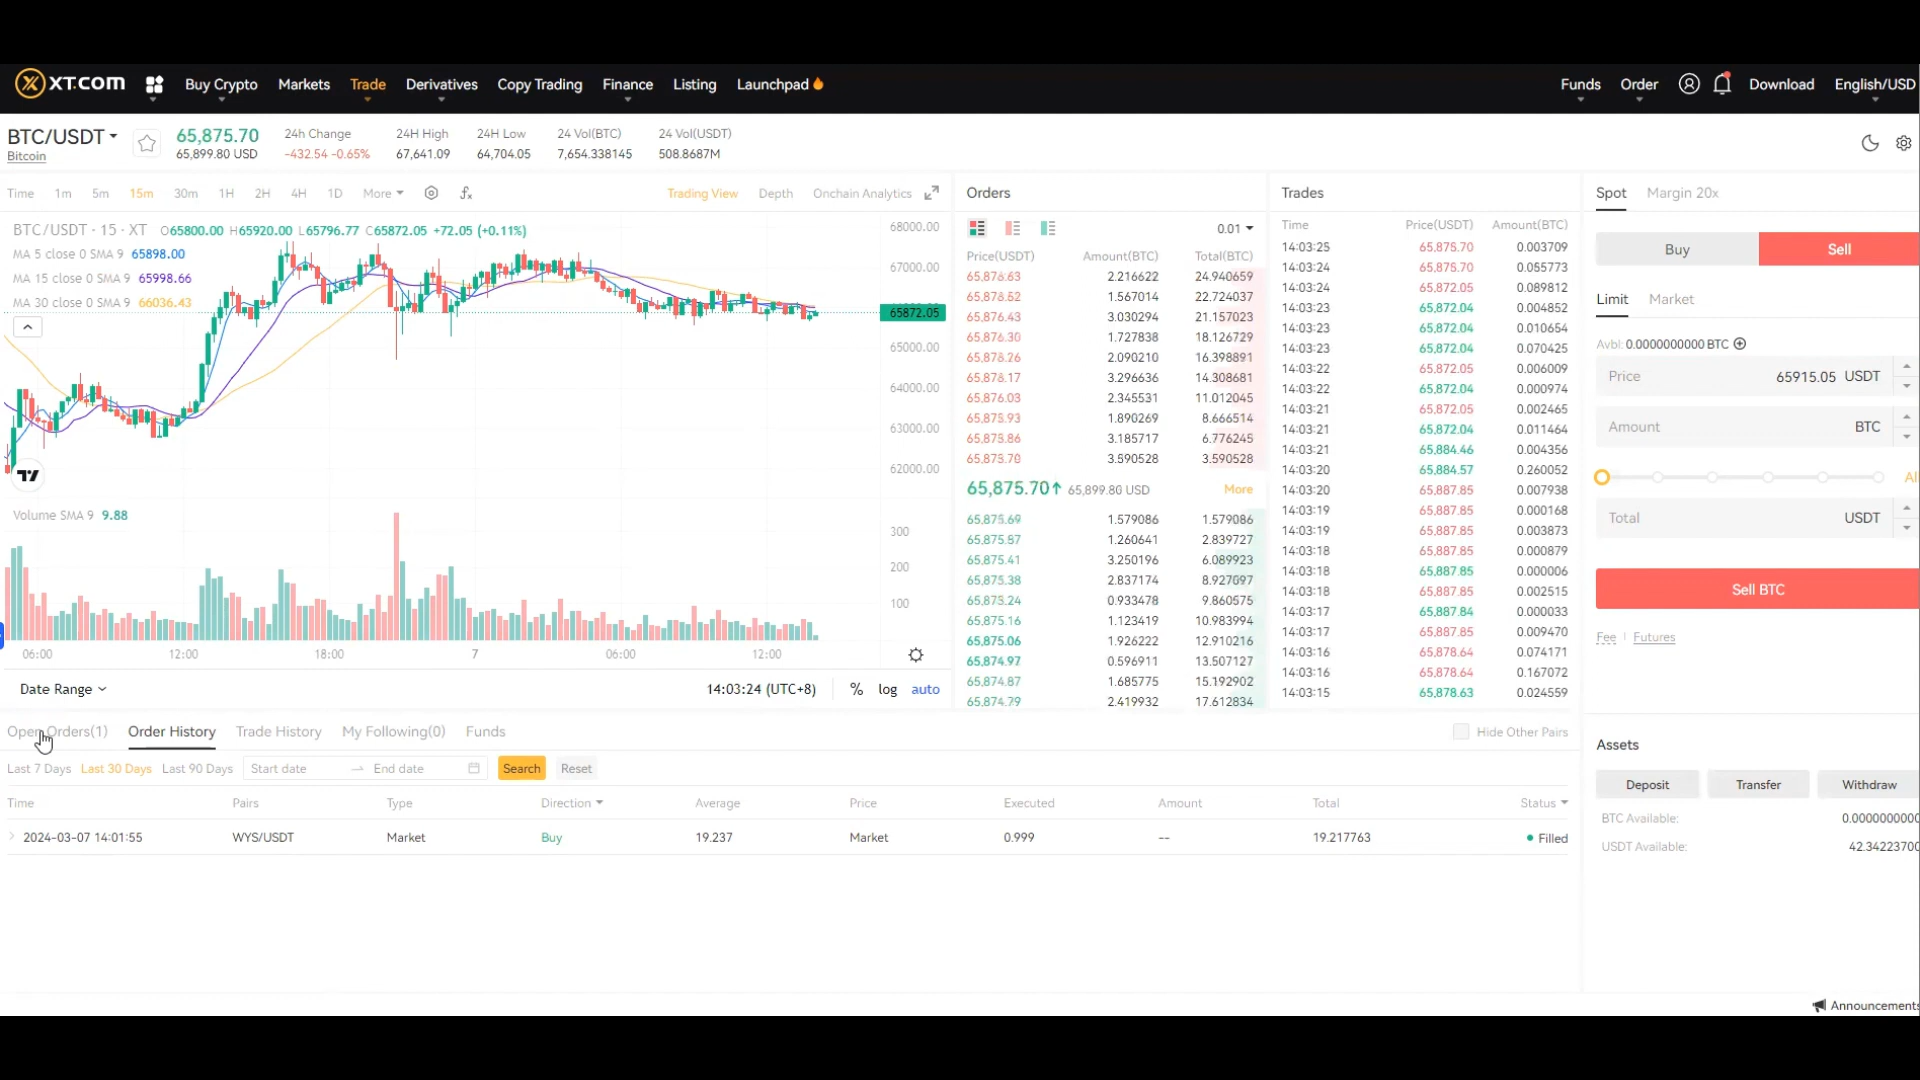 XT.COM Buy Crypto Markets Trade Derivatives Copy Trading Finance Listing Launchpad Funds Order Download English/USD
BTC/USDT 65,875.70 24h Change 24H High 24H Low 24 Vol(BTC) 24 Vol(USDT)
Bitcoin 65,899.80 USD -432.54 -0.65% 67,641.09 64,704.05 7,654.338145 508.8687M
Time 1m 5m 15m 30m 1H 2H 4H 1D More Trading View Depth Onchain Analytics
BTC/USDT · 15 · XT O65800.00 H65920.00 L65796.77 C65872.05 +72.05 (+0.11%)
MA 5 close 0 SMA 9 65898.00
MA 15 close 0 SMA 9 65998.66
MA 30 close 0 SMA 9 66036.43
68000.00
67000.00
65872.05
65000.00
64000.00
63000.00
62000.00
Volume SMA 9 9.88
300
200
100
06:00 12:00 18:00 7 06:00 12:00
Date Range 14:03:24 (UTC+8) % log auto
Orders
0.01
Price(USDT) Amount(BTC) Total(BTC)
65,876.63 2.216622 24.940659
65,876.52 1.567014 22.724037
65,876.43 3.030294 21.157023
65,876.30 1.727838 18.126729
65,876.26 2.090210 16.398891
65,876.17 3.296636 14.308681
65,876.03 2.345531 11.012045
65,875.93 1.890269 8.666514
65,875.86 3.185717 6.776245
65,875.70 3.590528 3.590528
65,875.70 65,899.80 USD More
65,875.69 1.579086 1.579086
65,875.57 1.260641 2.839727
65,875.41 3.250196 6.089923
65,875.38 2.837174 8.927097
65,875.24 0.933478 9.860575
65,875.16 1.123419 10.983994
65,875.06 1.926222 12.910216
65,874.97 0.596911 13.507127
65,874.87 1.685775 15.192902
65,874.79 2.419932 17.612834
Trades
Time Price(USDT) Amount(BTC)
14:03:25 65,875.70 0.003709
14:03:24 65,875.70 0.055773
14:03:24 65,872.05 0.089812
14:03:23 65,872.04 0.004852
14:03:23 65,872.04 0.010654
14:03:23 65,872.04 0.070425
14:03:22 65,872.05 0.006009
14:03:22 65,872.04 0.000974
14:03:21 65,872.05 0.002465
14:03:21 65,872.04 0.011464
14:03:21 65,884.46 0.004356
14:03:20 65,884.57 0.260052
14:03:20 65,887.85 0.007938
14:03:19 65,887.85 0.000168
14:03:19 65,887.85 0.003873
14:03:18 65,887.85 0.000879
14:03:18 65,887.85 0.000006
14:03:18 65,887.85 0.002515
14:03:17 65,887.84 0.000033
14:03:17 65,887.85 0.009470
14:03:16 65,878.64 0.074171
14:03:16 65,878.64 0.167072
14:03:15 65,878.63 0.024559
Spot Margin 20x
Buy Sell
Limit Market
Avbl: 0.0000000000 BTC
Price 65915.05 USDT
Amount BTC
Al
Total USDT
Sell BTC
Fee Futures
Open Orders(1) Order History Trade History My Following(0) Funds Hide Other Pairs
Last 7 Days Last 30 Days Last 90 Days Start date End date Search Reset
Time Pairs Type Direction Average Price Executed Amount Total Status
2024-03-07 14:01:55 WYS/USDT Market Buy 19.237 Market 0.999 -- 19.217763 Filled
Assets
Deposit Transfer Withdraw
BTC Available: 0.000000000
USDT Available: 42.3422370
Announcements